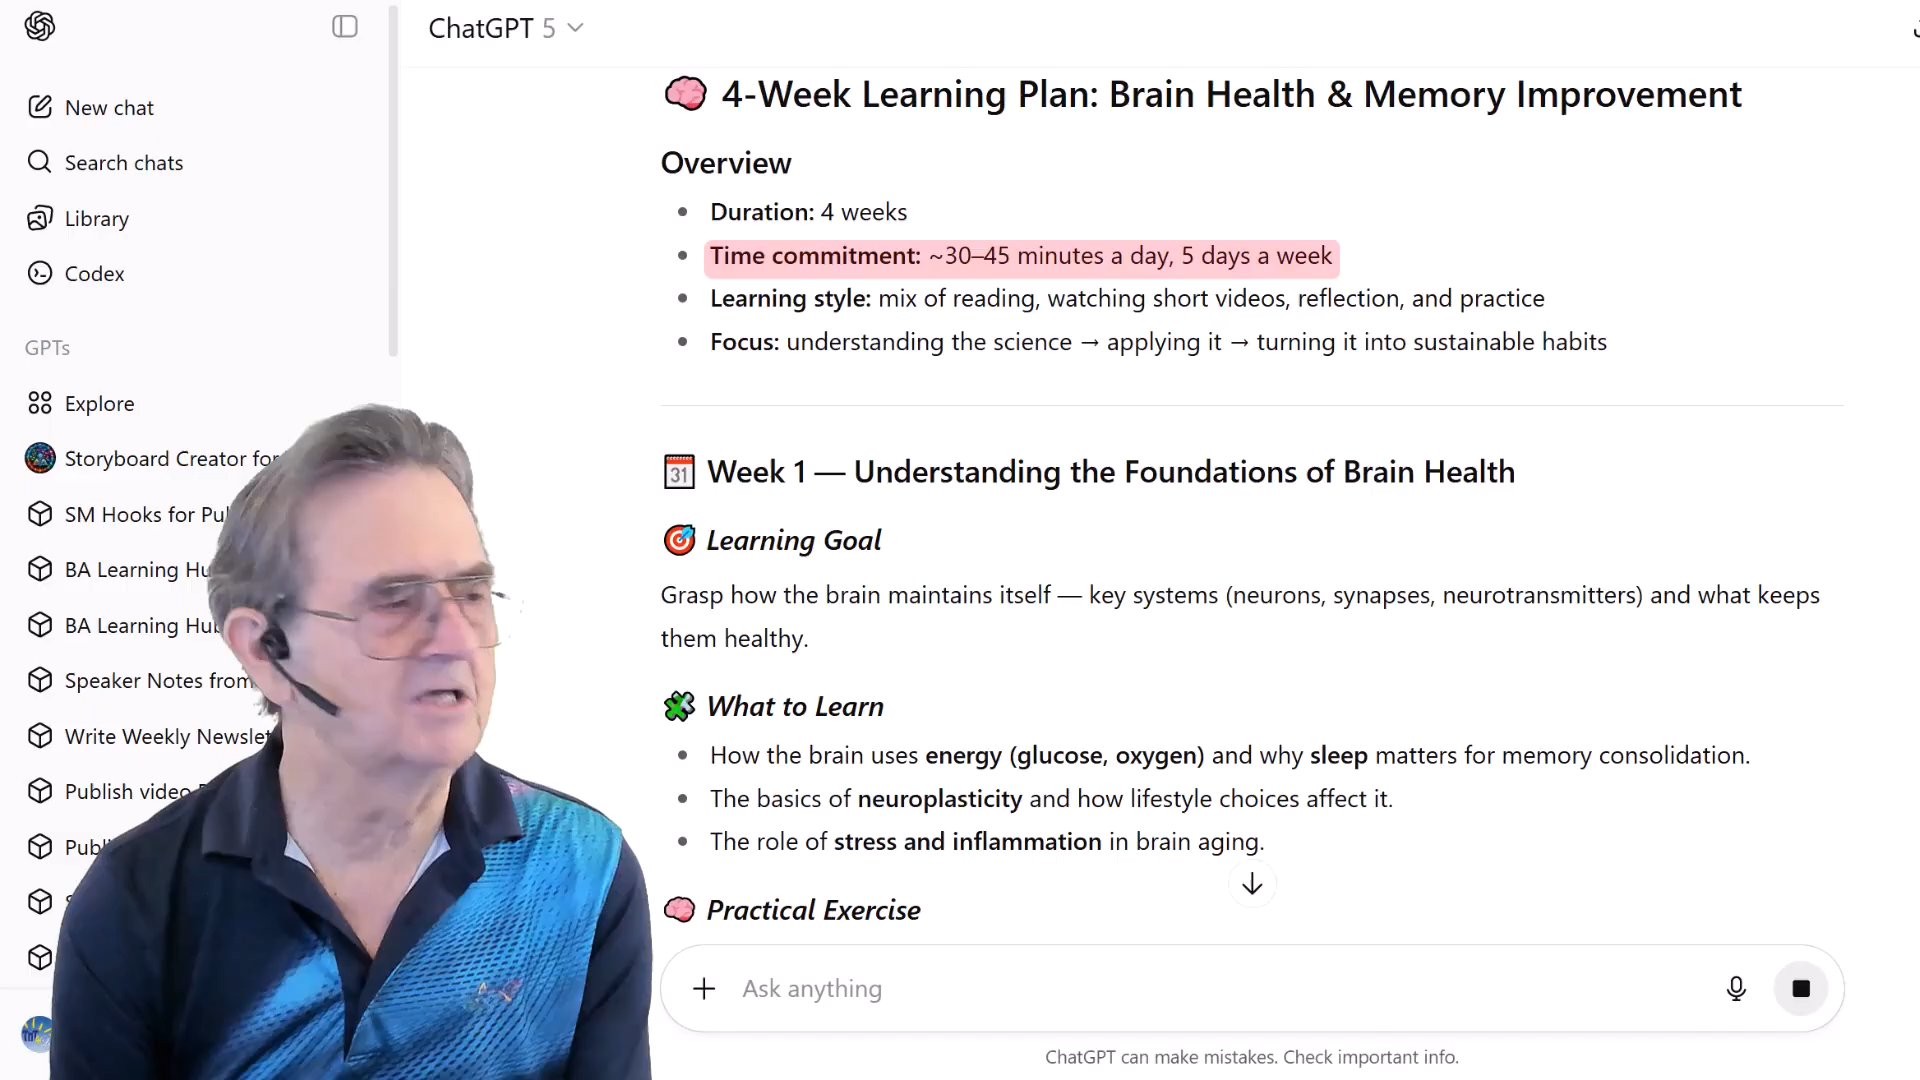 ChatGPT 5
New chat
Search chats
Library
Codex
GPTs
Explore
Storyboard Creator for
SM Hooks for Pu
BA Learning Hu
BA Learning Hub
Speaker Notes from
Write Weekly Newslet
Publish video
Publ
4-Week Learning Plan: Brain Health & Memory Improvement
Overview
• Duration: 4 weeks
• Time commitment: ~30–45 minutes a day, 5 days a week
• Learning style: mix of reading, watching short videos, reflection, and practice
• Focus: understanding the science → applying it → turning it into sustainable habits
31 Week 1 — Understanding the Foundations of Brain Health
Learning Goal
Grasp how the brain maintains itself — key systems (neurons, synapses, neurotransmitters) and what keeps
them healthy.
What to Learn
• How the brain uses energy (glucose, oxygen) and why sleep matters for memory consolidation.
• The basics of neuroplasticity and how lifestyle choices affect it.
• The role of stress and inflammation in brain aging.
Practical Exercise
Ask anything
ChatGPT can make mistakes. Check important info.